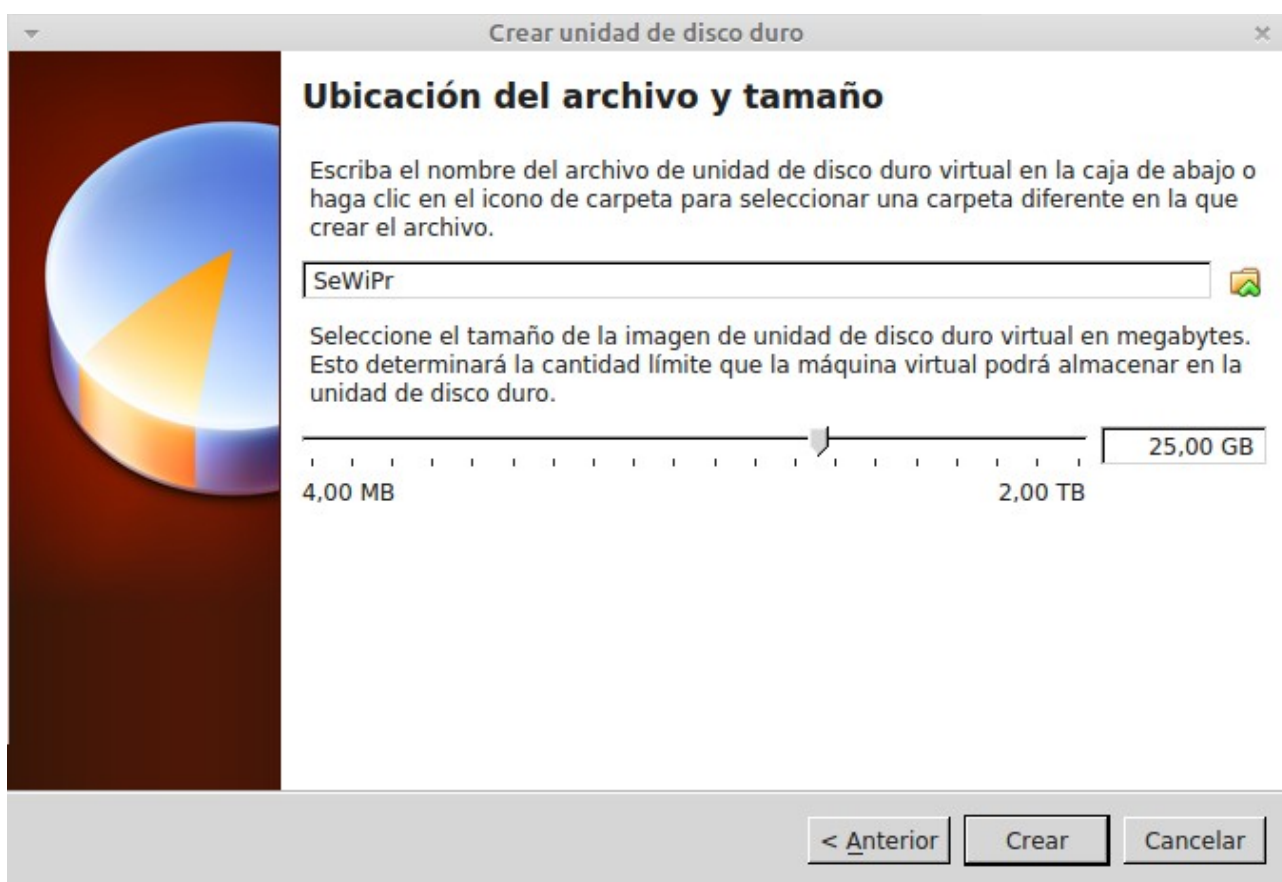 Crear unidad de disco duro
Ubicación del archivo y tamaño
Escriba el nombre del archivo de unidad de disco duro virtual en la caja de abajo o
haga clic en el icono de carpeta para seleccionar una carpeta diferente en la que
crear el archivo.
SeWiPr
Seleccione el tamaño de la imagen de unidad de disco duro virtual en megabytes.
Esto determinará la cantidad límite que la máquina virtual podrá almacenar en la
unidad de disco duro.
25,00 GB
4,00 MB 2,00 TB
< Anterior Crear Cancelar